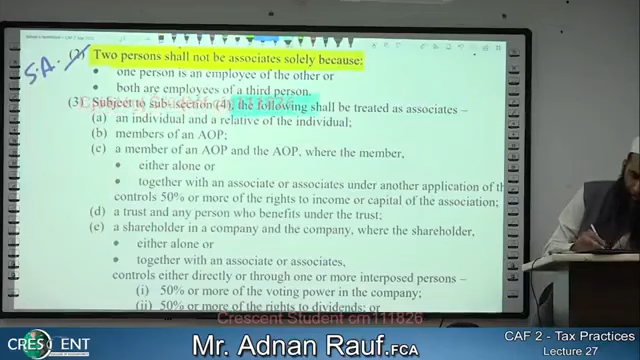 S.A.
(2) Two persons shall not be associates solely because:
• one person is an employee of the other or
• both are employees of a third person.
(3) Subject to sub-section (4), the following shall be treated as associates –
(a) an individual and a relative of the individual;
(b) members of an AOP;
(c) a member of an AOP and the AOP, where the member,
• either alone or
• together with an associate or associates under another application of th
controls 50% or more of the rights to income or capital of the association;
(d) a trust and any person who benefits under the trust;
(e) a shareholder in a company and the company, where the shareholder,
• either alone or
• together with an associate or associates,
controls either directly or through one or more interposed persons –
(i) 50% or more of the voting power in the company;
(ii) 50% or more of the rights to dividends; or
Crescent Student cm111826
CRESCENT
Mr. Adnan Rauf.FCA
CAF 2 - Tax Practices
Lecture 27